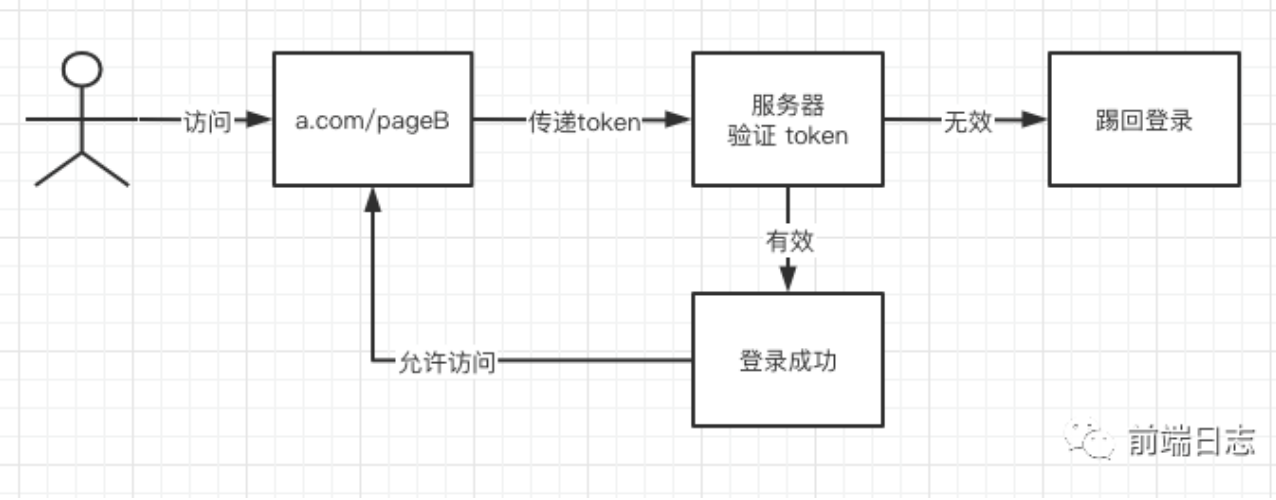 访问
a.com/pageB
传递token
服务器
验证 token
无效
踢回登录
有效
登录成功
允许访问
前端日志